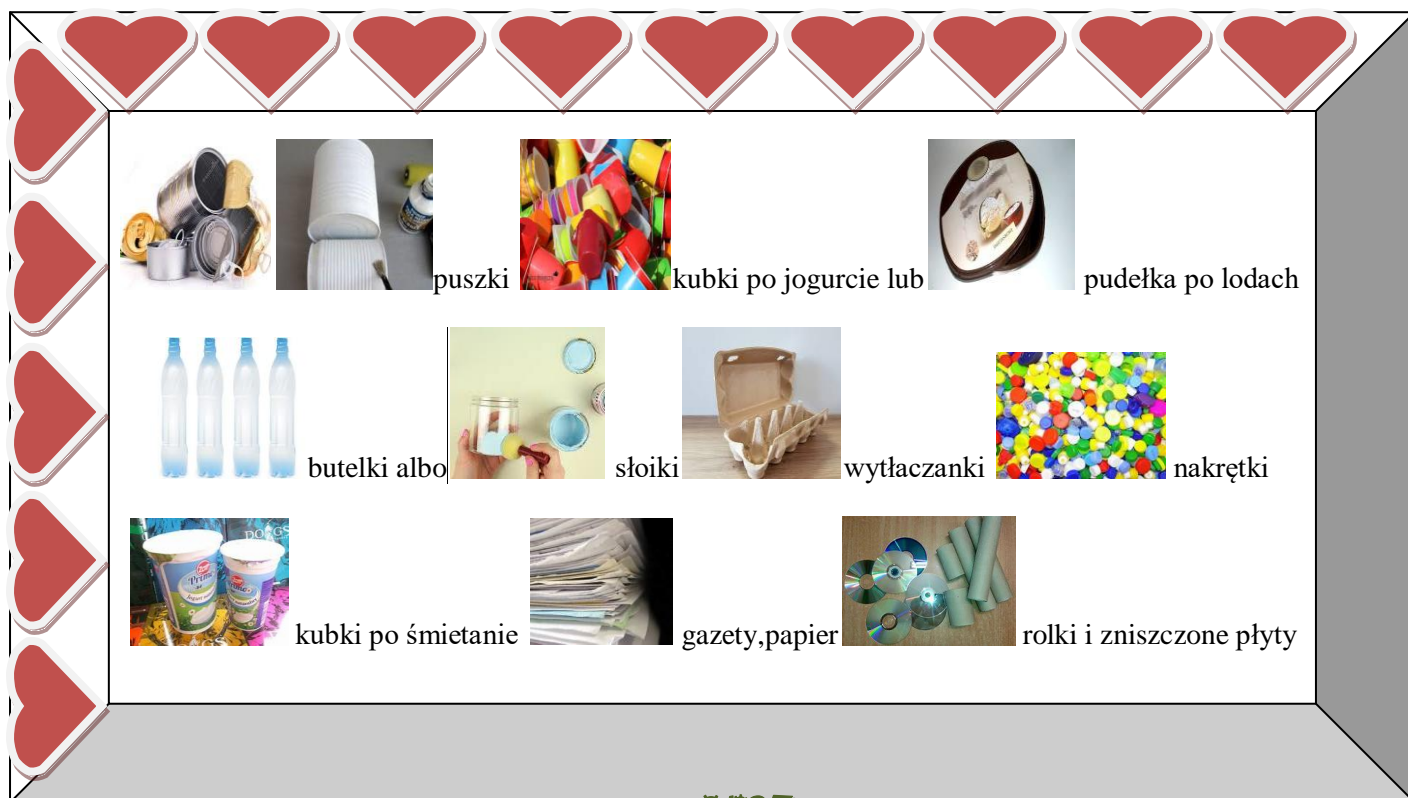 puszki kubki po jogurcie lub pudełka po lodach
butelki albo słoiki wytłaczanki nakrętki
kubki po śmietanie gazety,papier rolki i zniszczone płyty